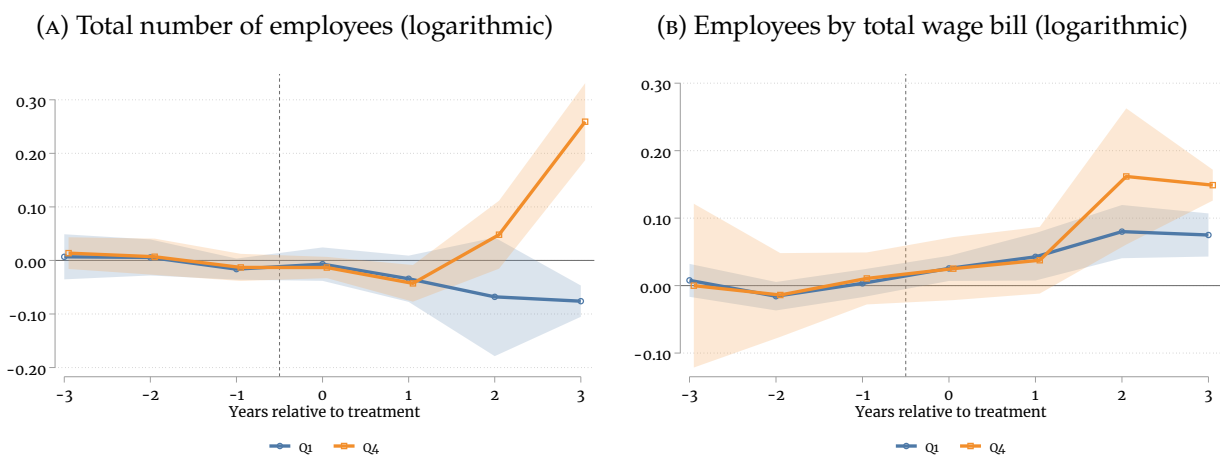 (A) Total number of employees (logarithmic)
0.30
0.20
0.10
0.00
-0.10
-0.20
-3 -2 -1 0 1 2 3
Years relative to treatment
Q1 Q4
(B) Employees by total wage bill (logarithmic)
0.30
0.20
0.10
0.00
-0.10
-3 -2 -1 0 1 2 3
Years relative to treatment
Q1 Q4